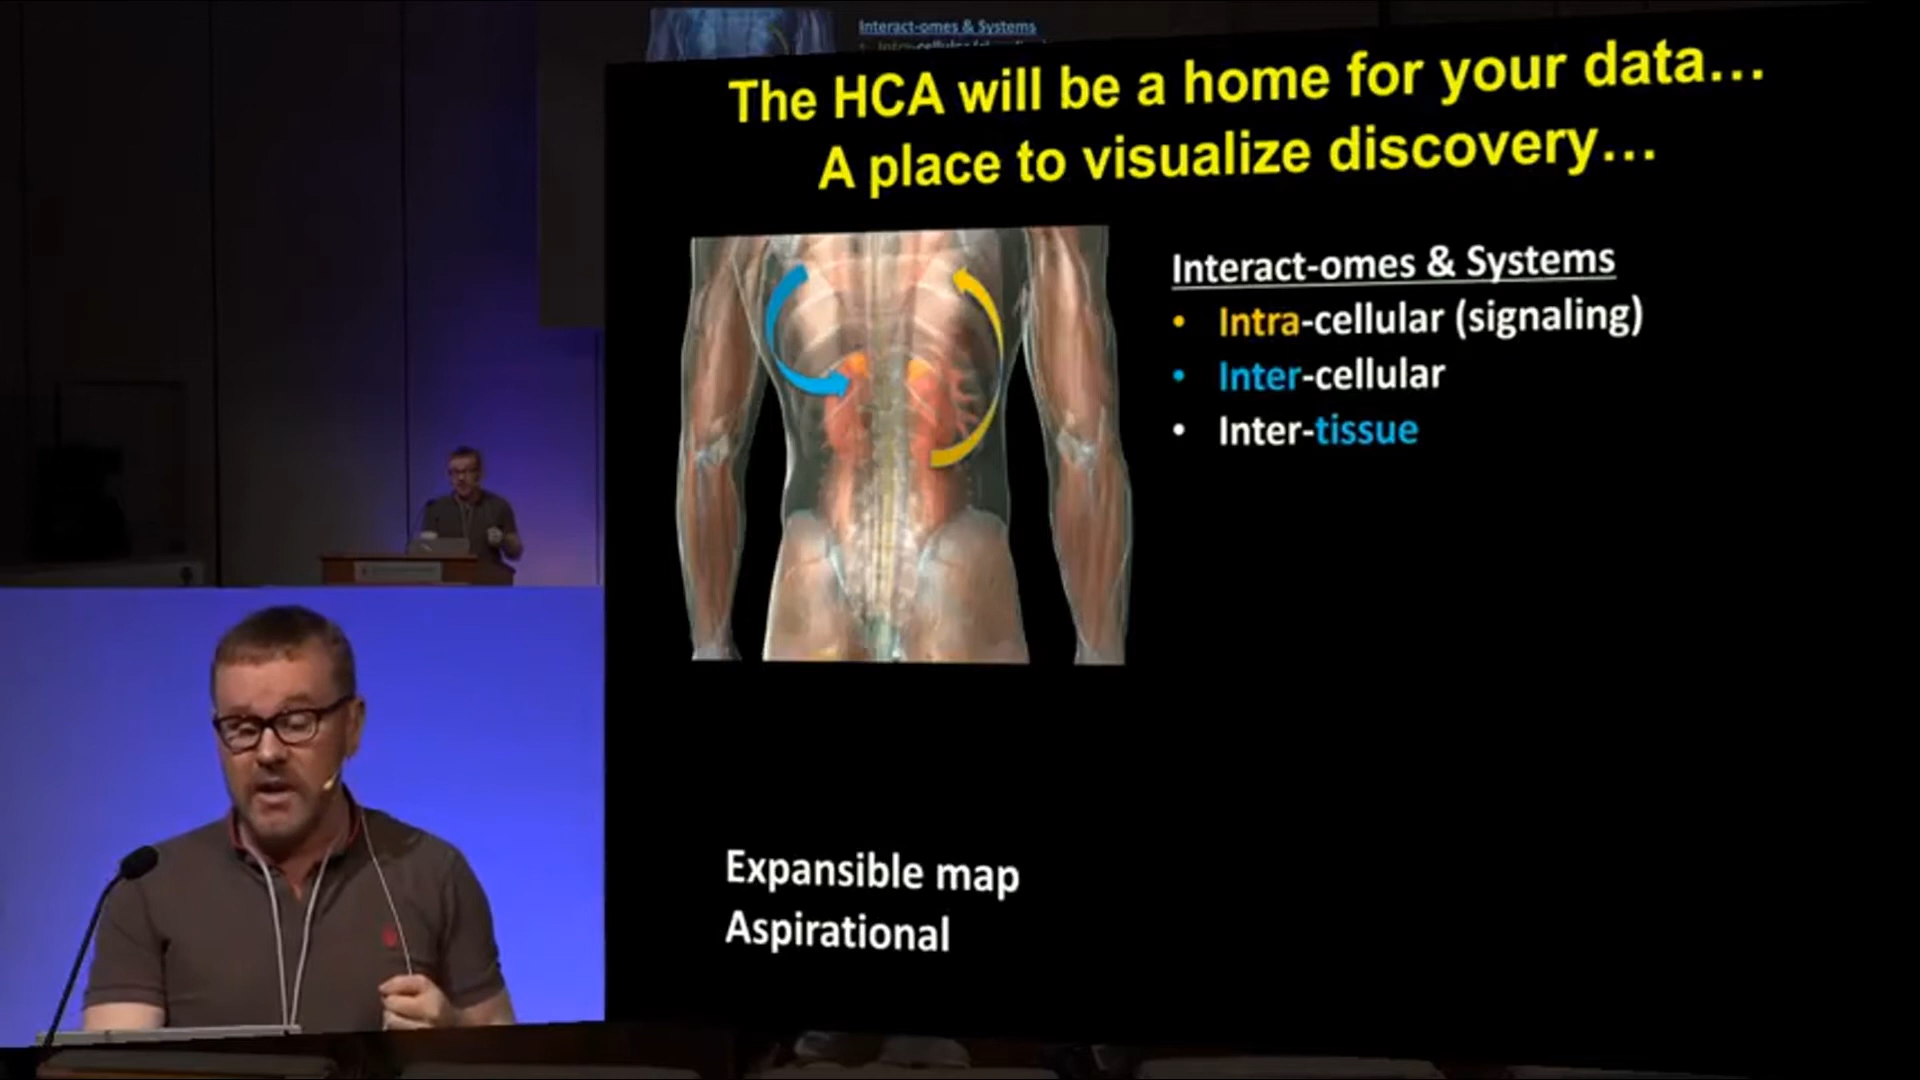 Interact-omes & Systems
The HCA will be a home for your data...
A place to visualize discovery...
Interact-omes & Systems
• Intra-cellular (signaling)
• Inter-cellular
• Inter-tissue
Expansible map
Aspirational